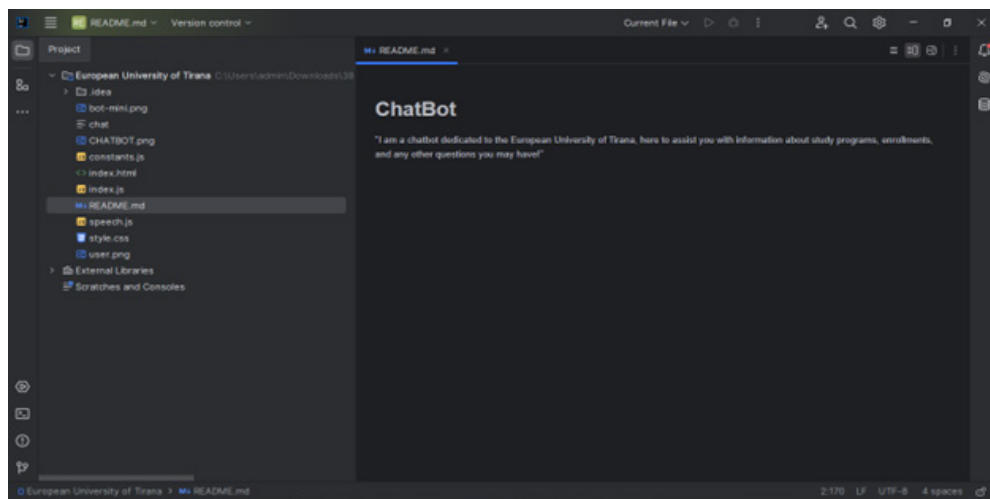 README.md
Version control
Current File
Project
README.md
European University of Tirana C:\Users\admin\Downloads\38
.idea
bot-mini.png
chat
CHATBOT.png
constants.js
index.html
index.js
README.md
speech.js
style.css
user.png
External Libraries
Scratches and Consoles
ChatBot
"I am a chatbot dedicated to the European University of Tirana, here to assist you with information about study programs, enrollments,
and any other questions you may have!"
European University of Tirana > README.md
2:170 LF UTF-8 4 spaces